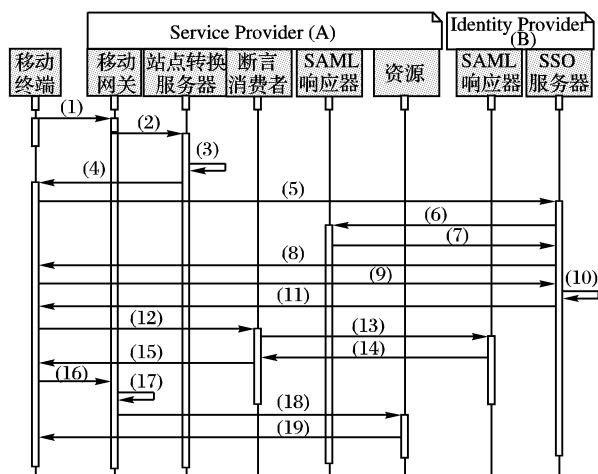 Service Provider (A)
Identity Provider
(B)
移动
终端
移动
网关
站点转换
服务器
断言
消费者
SAML
响应器
资源
SAML
响应器
SSO
服务器
(1)
(2)
(3)
(4)
(5)
(6)
(7)
(8)
(9)
(10)
(11)
(12)
(13)
(14)
(15)
(16)
(17)
(18)
(19)